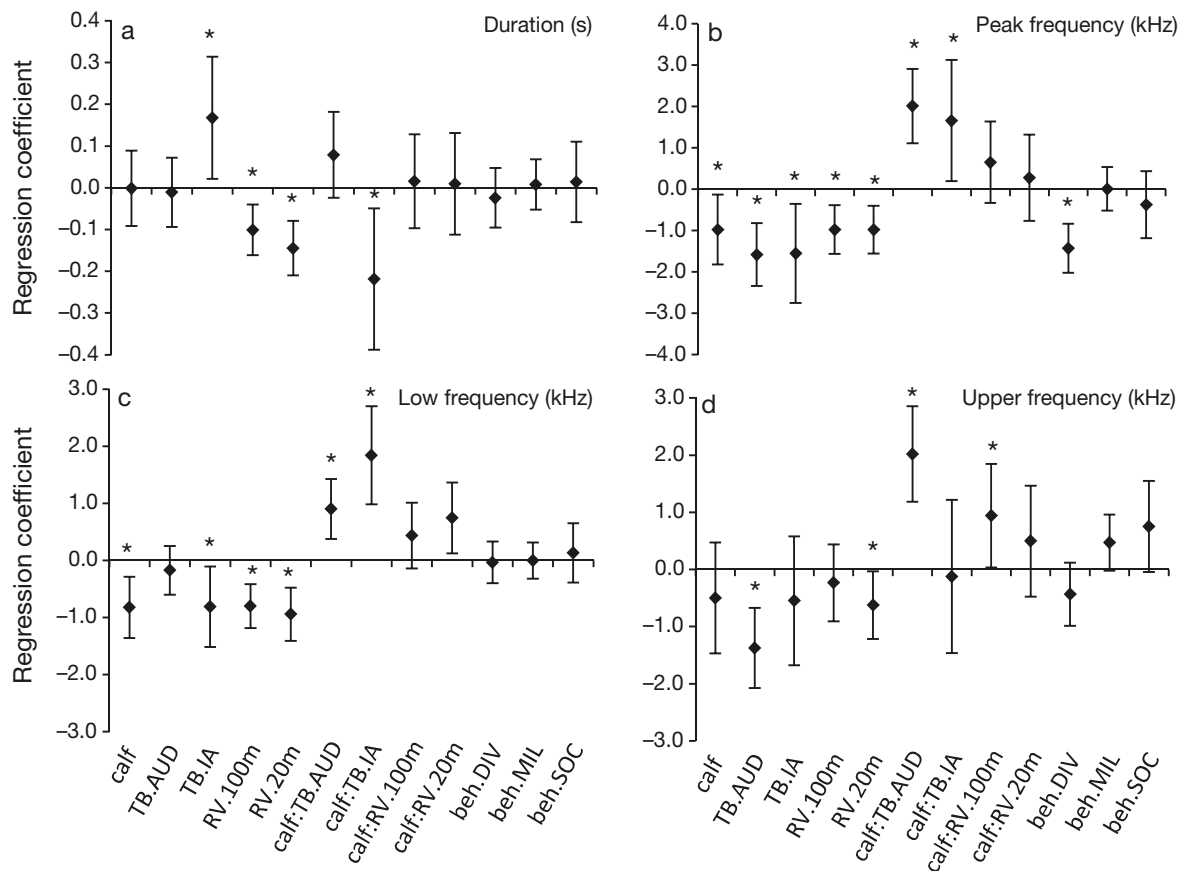 a Duration (s)
Regression coefficient
0.4
0.3
0.2
0.1
0.0
–0.1
–0.2
–0.3
–0.4
* * * *
b Peak frequency (kHz)
4.0
3.0
2.0
1.0
0.0
–1.0
–2.0
–3.0
–4.0
* * * * * * * *
c Low frequency (kHz)
Regression coefficient
3.0
2.0
1.0
0.0
–1.0
–2.0
–3.0
* * * * * *
calf
TB.AUD
TB.IA
RV.100m
RV.20m
calf:TB.AUD
calf:TB.IA
calf:RV.100m
calf:RV.20m
beh.DIV
beh.MIL
beh.SOC
d Upper frequency (kHz)
3.0
2.0
1.0
0.0
–1.0
–2.0
–3.0
* * * *
calf
TB.AUD
TB.IA
RV.100m
RV.20m
calf:TB.AUD
calf:TB.IA
calf:RV.100m
calf:RV.20m
beh.DIV
beh.MIL
beh.SOC